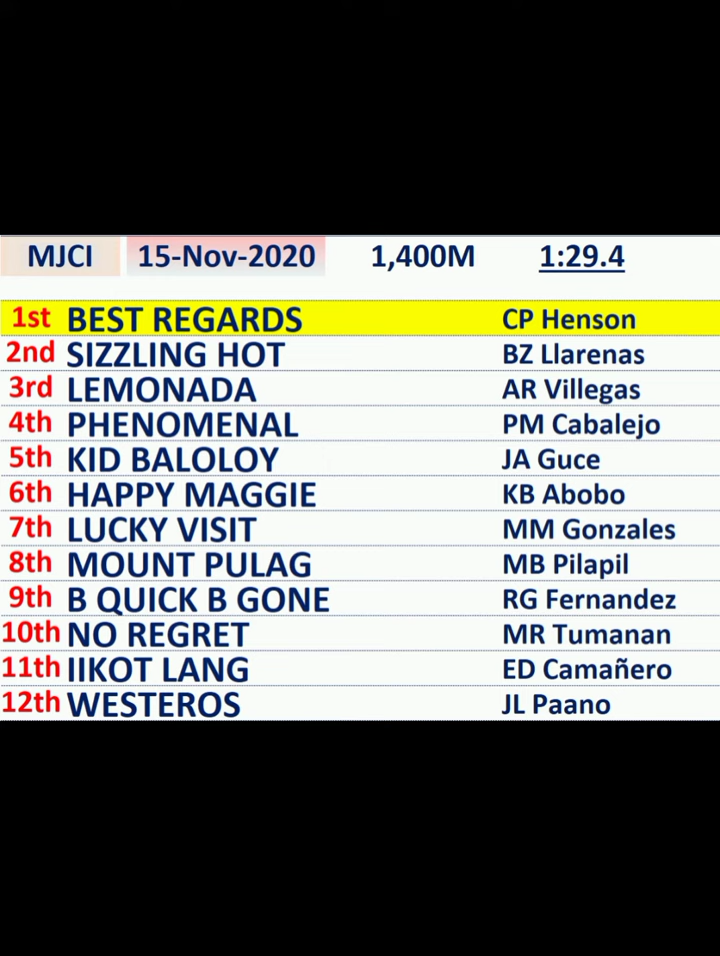 MJCI 15-Nov-2020 1,400M 1:29.4
1st BEST REGARDS CP Henson
2nd SIZZLING HOT BZ Llarenas
3rd LEMONADA AR Villegas
4th PHENOMENAL PM Cabalejo
5th KID BALOLOY JA Guce
6th HAPPY MAGGIE KB Abobo
7th LUCKY VISIT MM Gonzales
8th MOUNT PULAG MB Pilapil
9th B QUICK B GONE RG Fernandez
10th NO REGRET MR Tumanan
11th IIKOT LANG ED Camañero
12th WESTEROS JL Paano